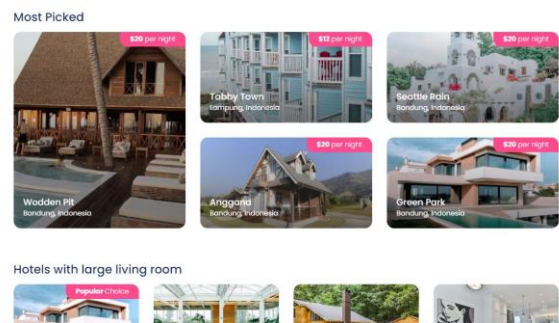 Most Picked
$20 per night
Wodden Pit
Bandung, Indonesia
$12 per night
Tabby Town
Lampung, Indonesia
$20 per night
Seattle Rain
Bandung, Indonesia
$20 per night
Anggana
Bandung, Indonesia
$20 per night
Green Park
Bandung, Indonesia
Hotels with large living room
Popular Choice